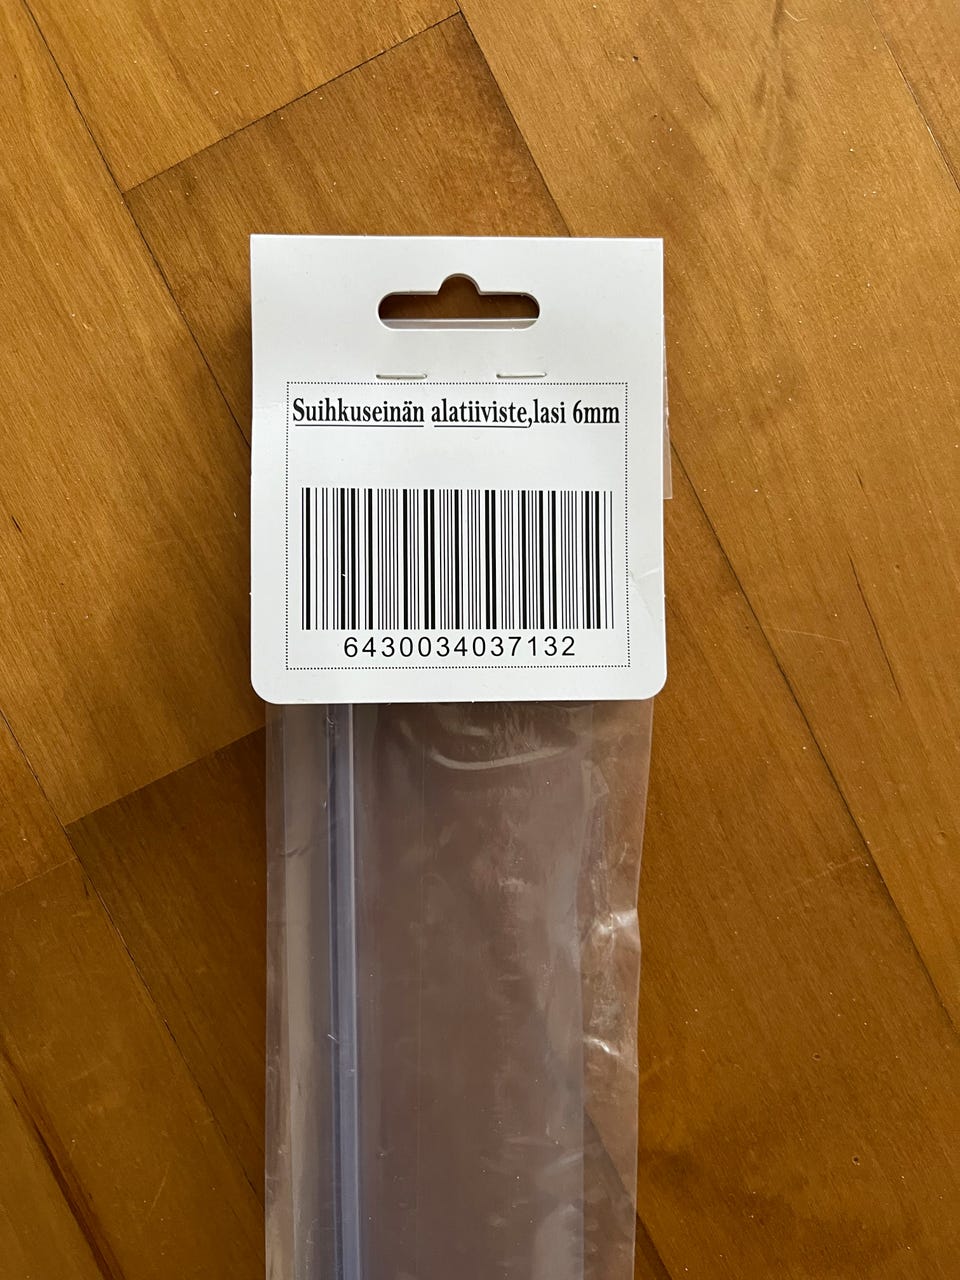 Suihkuseinän alatiiviste,lasi 6mm
6430034037132